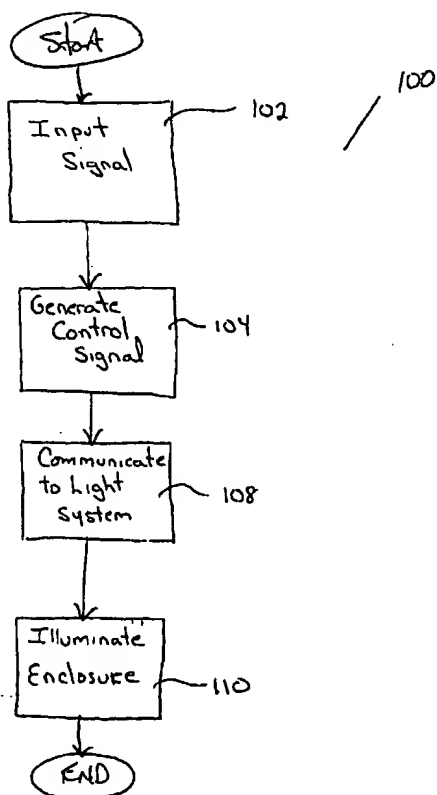 Start
100
Input
Signal
102
Generate
Control
Signal
104
Communicate
to Light
System
108
Illuminate
Enclosure
110
END